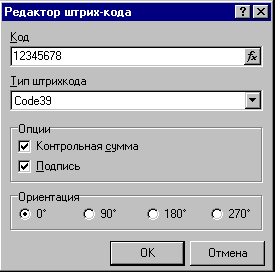 Редактор штрих-кода
Код
12345678
fx
Тип штрихкода
Code39
Опции
Контрольная сумма
Подпись
Ориентация
0° 90° 180° 270°
OK Отмена